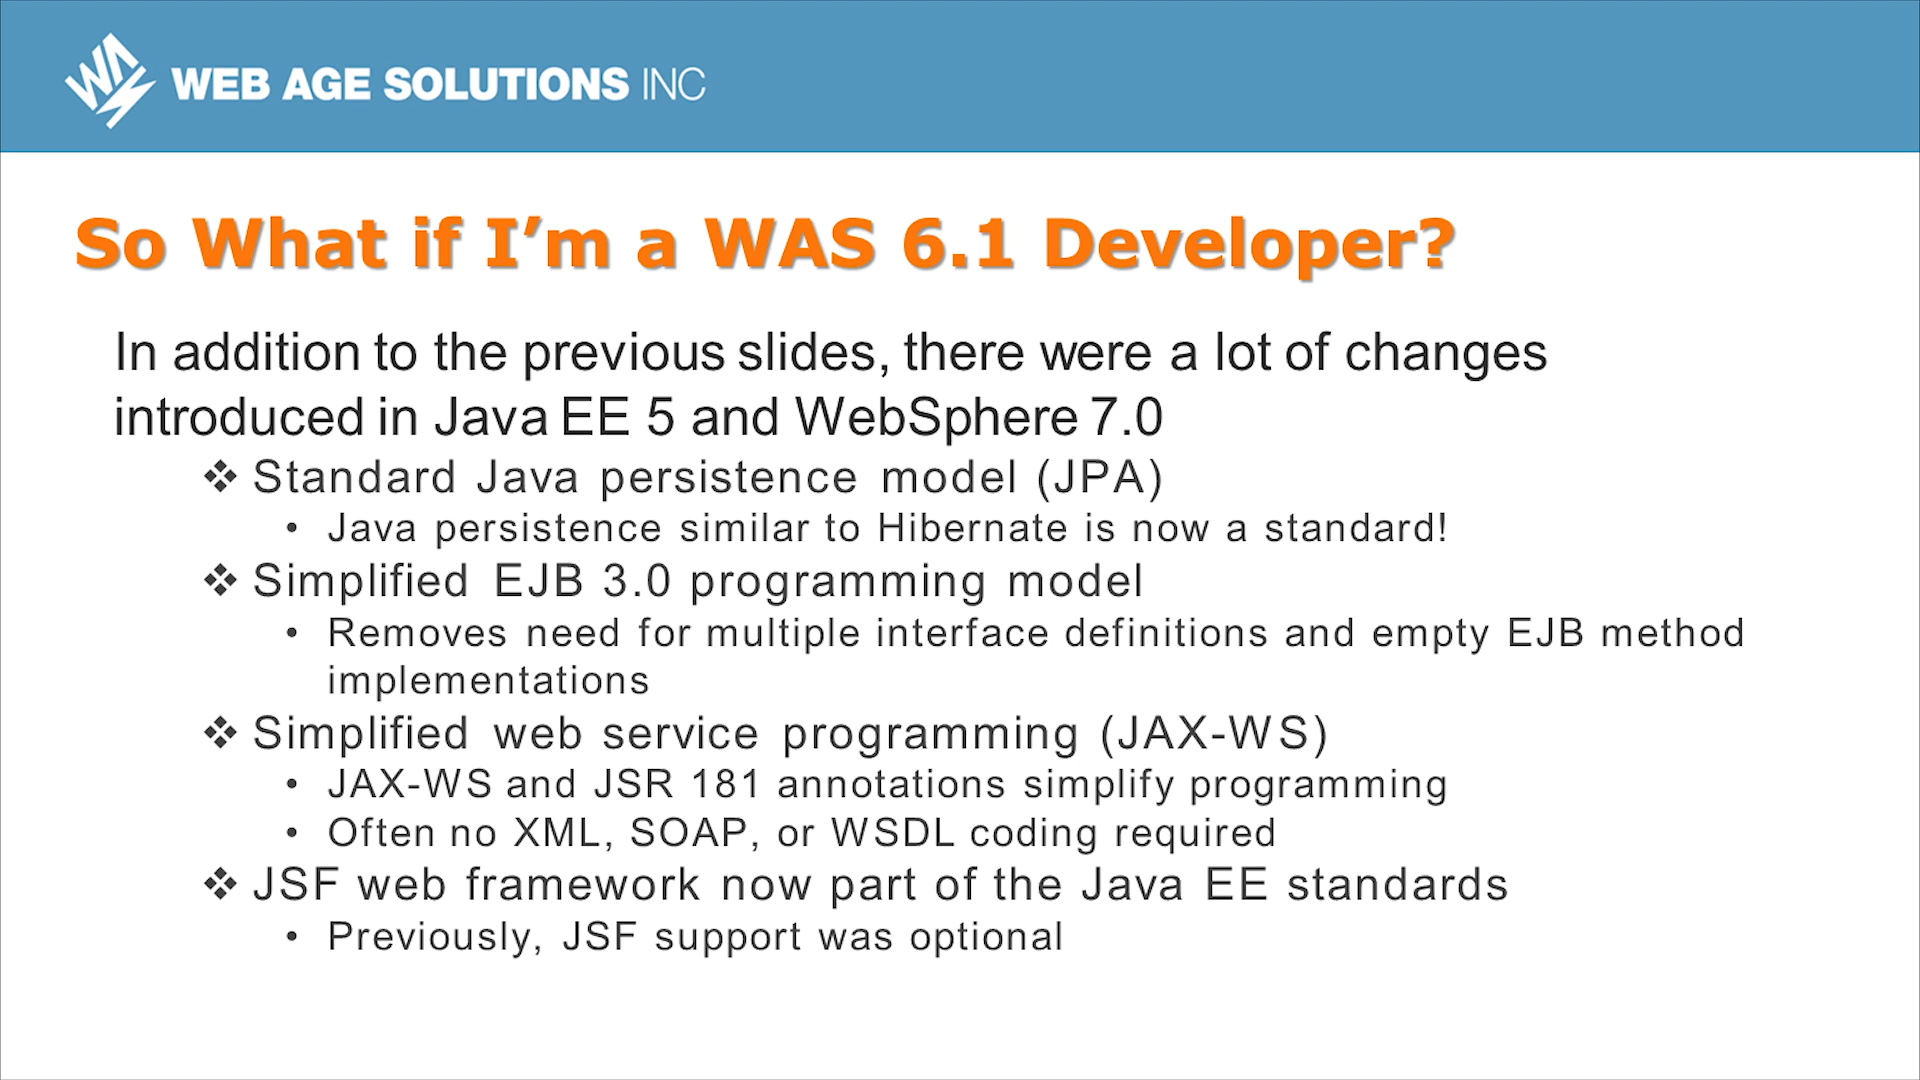 WEB AGE SOLUTIONS INC
So What if I’m a WAS 6.1 Developer?
In addition to the previous slides, there were a lot of changes
introduced in Java EE 5 and WebSphere 7.0
❖ Standard Java persistence model (JPA)
• Java persistence similar to Hibernate is now a standard!
❖ Simplified EJB 3.0 programming model
• Removes need for multiple interface definitions and empty EJB method
implementations
❖ Simplified web service programming (JAX-WS)
• JAX-WS and JSR 181 annotations simplify programming
• Often no XML, SOAP, or WSDL coding required
❖ JSF web framework now part of the Java EE standards
• Previously, JSF support was optional